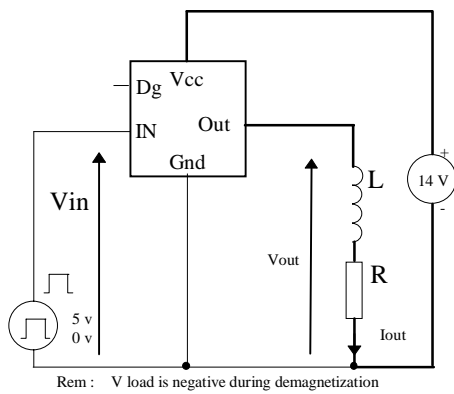 Vcc
Dg
IN
Out
Gnd
+
14 V
-
Vin
L
Vout
R
5 v
0 v
Iout
Rem : V load is negative during demagnetization